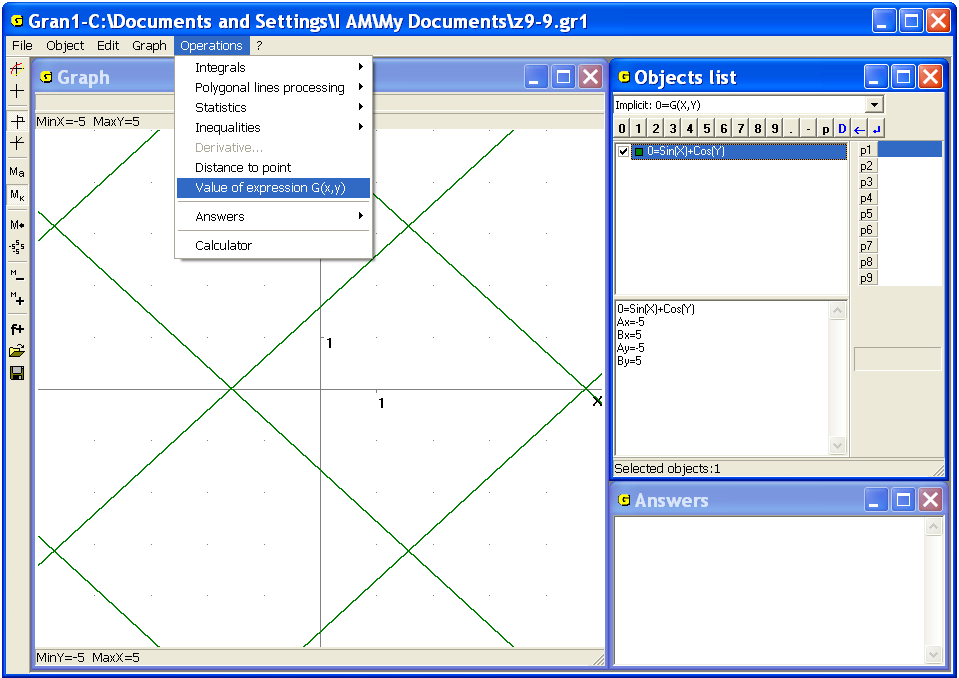 Gran1-C:\Documents and Settings\I AM\My Documents\z9-9.gr1
File Object Edit Graph Operations ?
Graph
MinX=-5 MaxY=5
Integrals
Polygonal lines processing
Statistics
Inequalities
Derivative...
Distance to point
Value of expression G(x,y)
Answers
Calculator
Ma
Mк
M
M
M
f+
1
1
X
MinY=-5 MaxX=5
Objects list
Implicit: 0=G(X,Y)
0 1 2 3 4 5 6 7 8 9 . - p D
0=Sin(X)+Cos(Y)
p1
p2
p3
p4
p5
p6
p7
p8
p9
0=Sin(X)+Cos(Y)
Ax=-5
Bx=5
Ay=-5
By=5
Selected objects:1
Answers